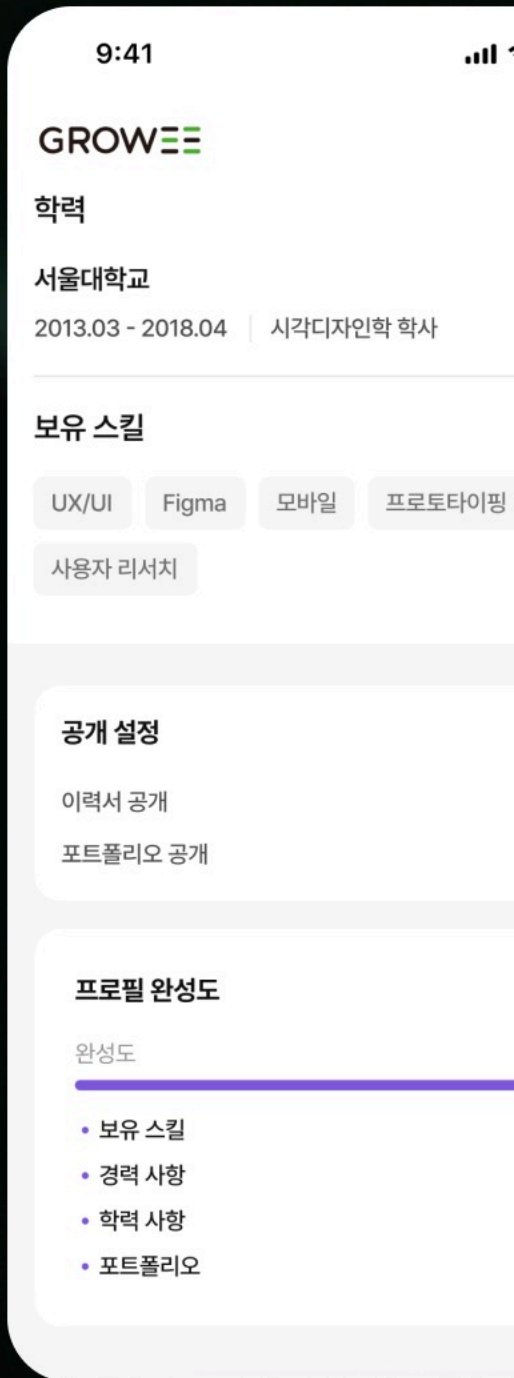 9:41
GROWEE
학력
서울대학교
2013.03 - 2018.04 시각디자인학 학사
보유 스킬
UX/UI Figma 모바일 프로토타이핑
사용자 리서치
공개 설정
이력서 공개
포트폴리오 공개
프로필 완성도
완성도
• 보유 스킬
• 경력 사항
• 학력 사항
• 포트폴리오